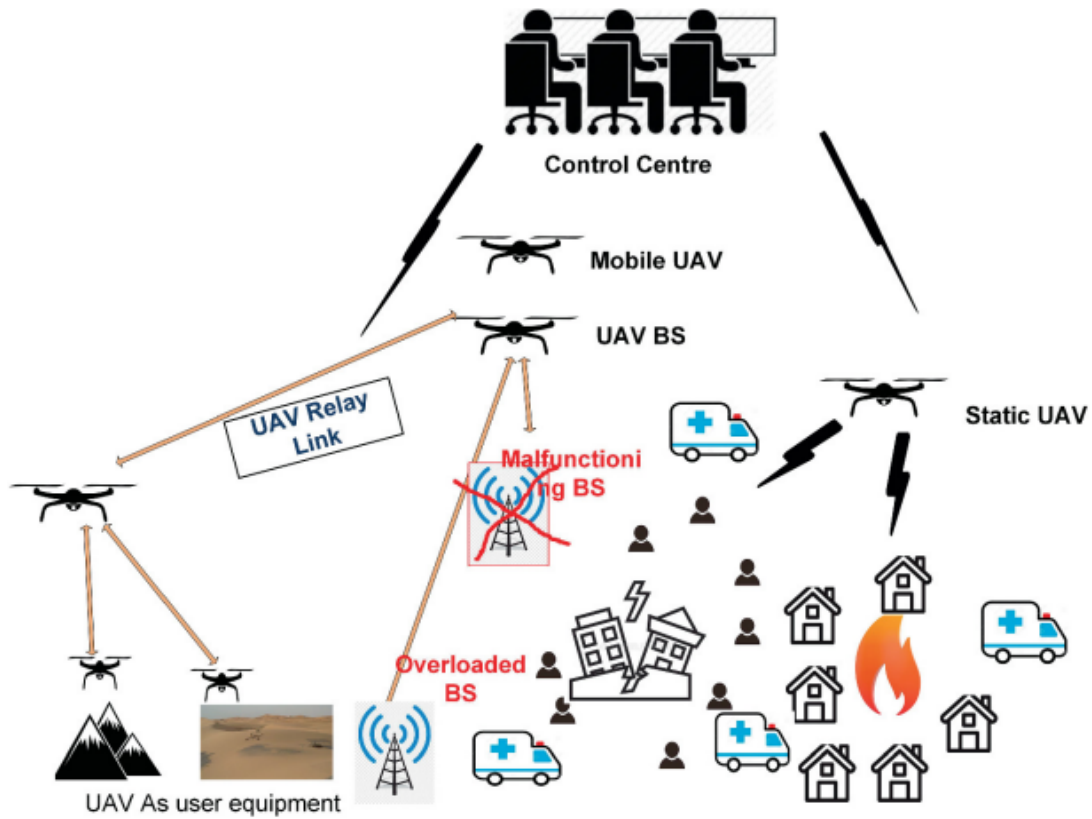 Control Centre
Mobile UAV
UAV BS
UAV Relay
Link
Static UAV
Malfunctioni
ng BS
Overloaded
BS
UAV As user equipment